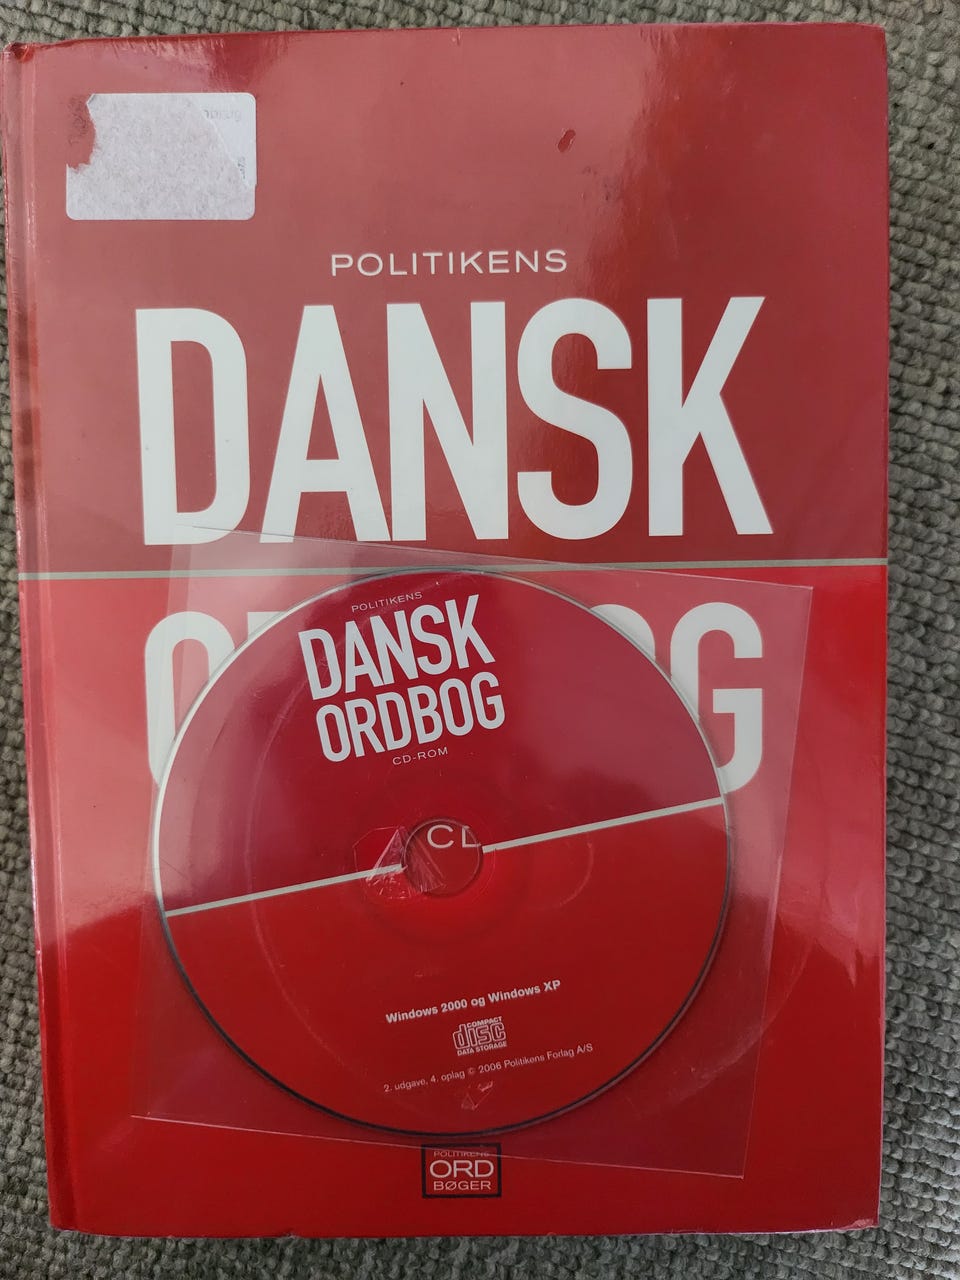 POLITIKENS
DANSK
POLITIKENS
DANSK
ORDBOG
CD-ROM
CD
Windows 2000 og Windows XP
COMPACT
disc
DATA STORAGE
2. udgave, 4. oplag © 2006 Politikens Forlag A/S
POLITIKENS
ORD
BØGER